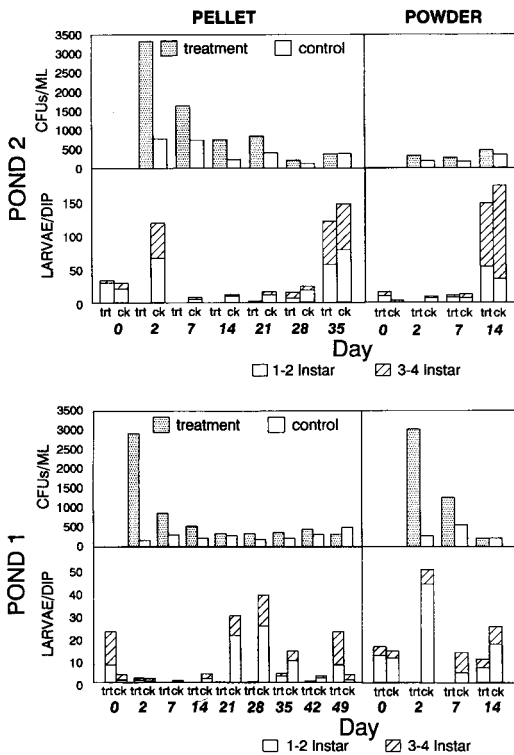 PELLET POWDER
POND 2
CFUs/ML
3500
3000
2500
2000
1500
1000
500
0
treatment control
LARVAE/DIP
150
100
50
0
trt ck trt ck trt ck trt ck trt ck trt ck trt ck trt ck trt ck trt ck trt ck
0 2 7 14 21 28 35 0 2 7 14
Day
1-2 Instar 3-4 Instar
POND 1
CFUs/ML
3500
3000
2500
2000
1500
1000
500
0
treatment control
LARVAE/DIP
50
40
30
20
10
0
trt ck trt ck trt ck trt ck trt ck trt ck trt ck trt ck trt ck trt ck trt ck trt ck trt ck
0 2 7 14 21 28 35 42 49 0 2 7 14
Day
1-2 Instar 3-4 Instar